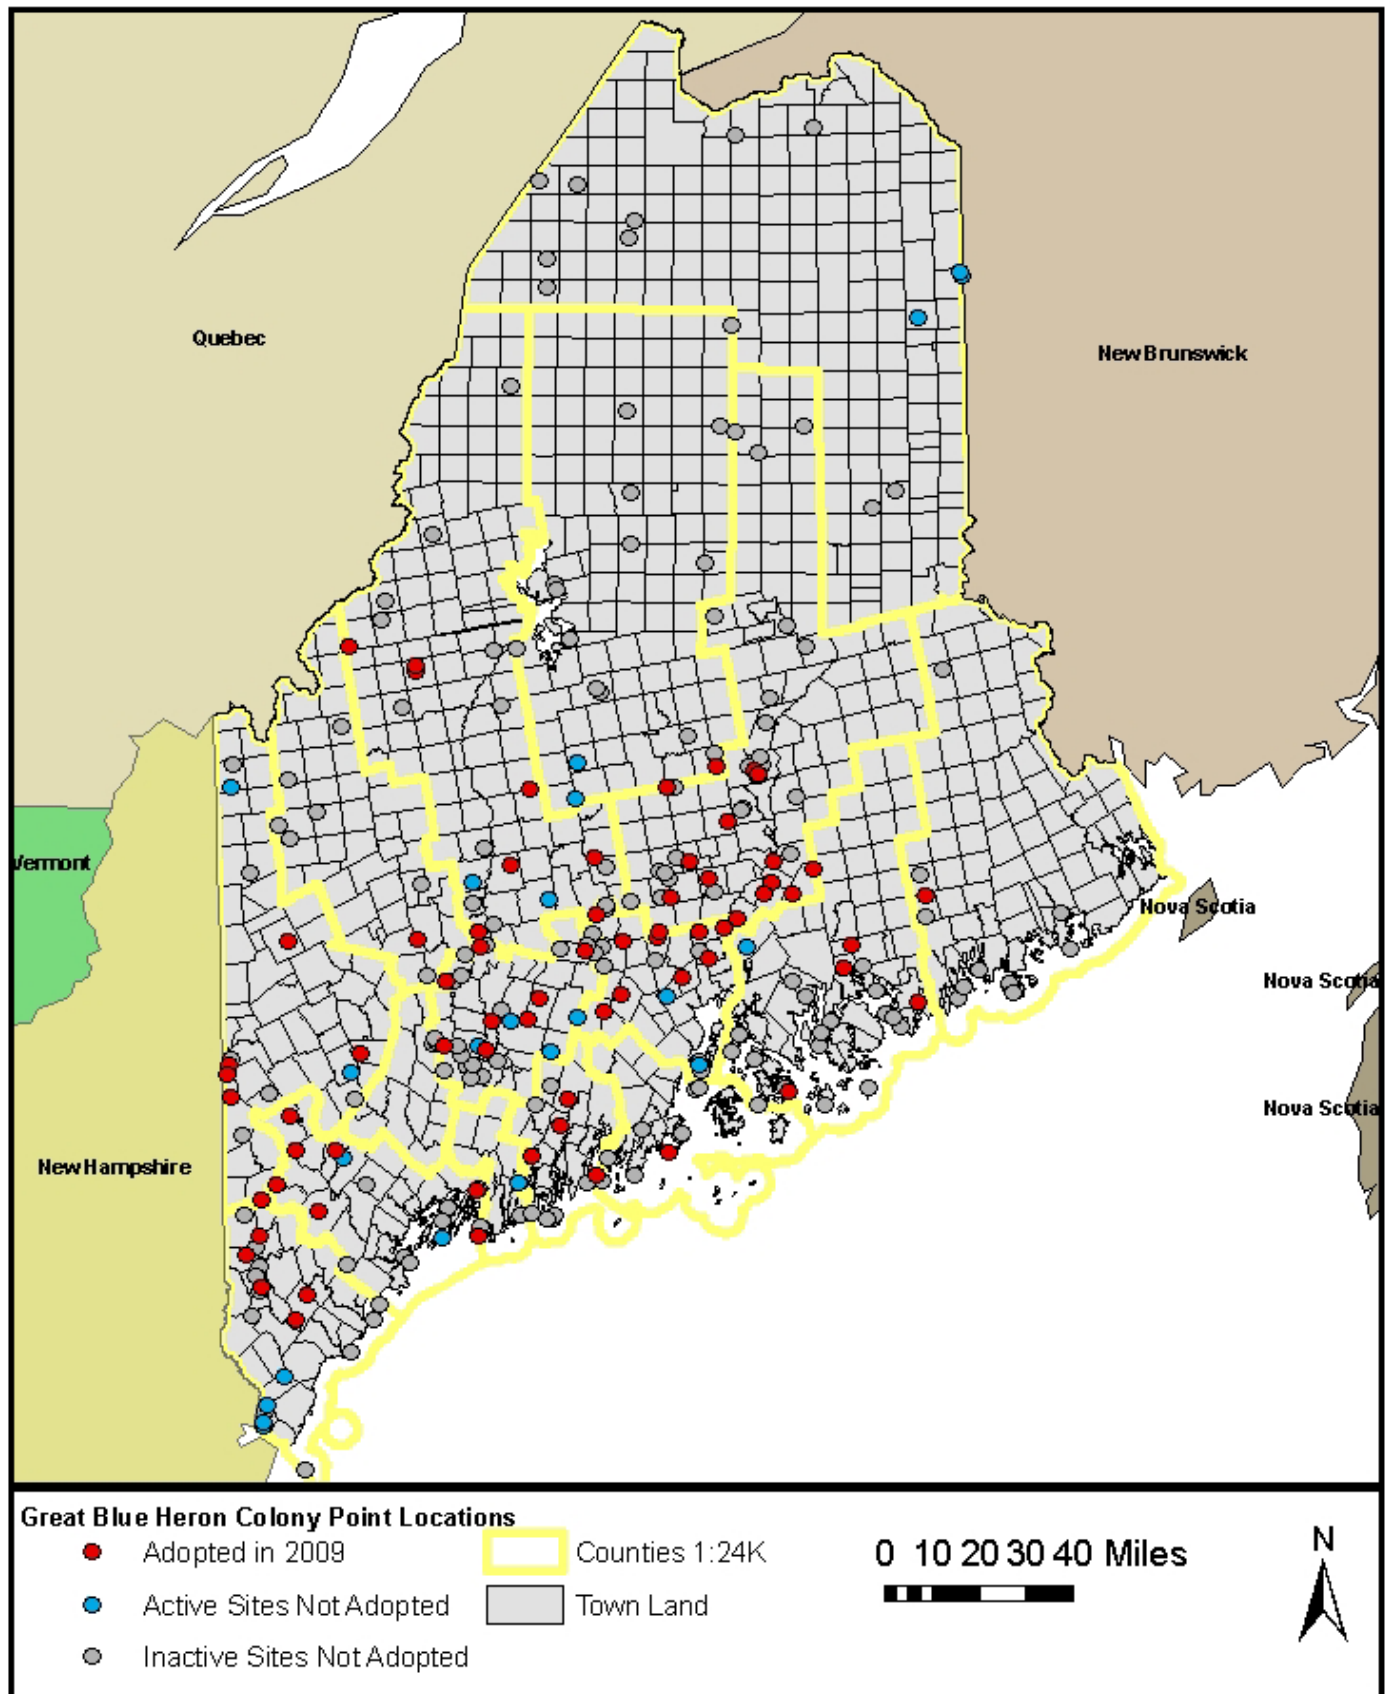 Quebec
New Brunswick
Vermont
Nova Scotia
Nova Scotia
Nova Scotia
New Hampshire
Great Blue Heron Colony Point Locations
Adopted in 2009
Counties 1:24K
0 10 20 30 40 Miles
N
Active Sites Not Adopted
Town Land
Inactive Sites Not Adopted